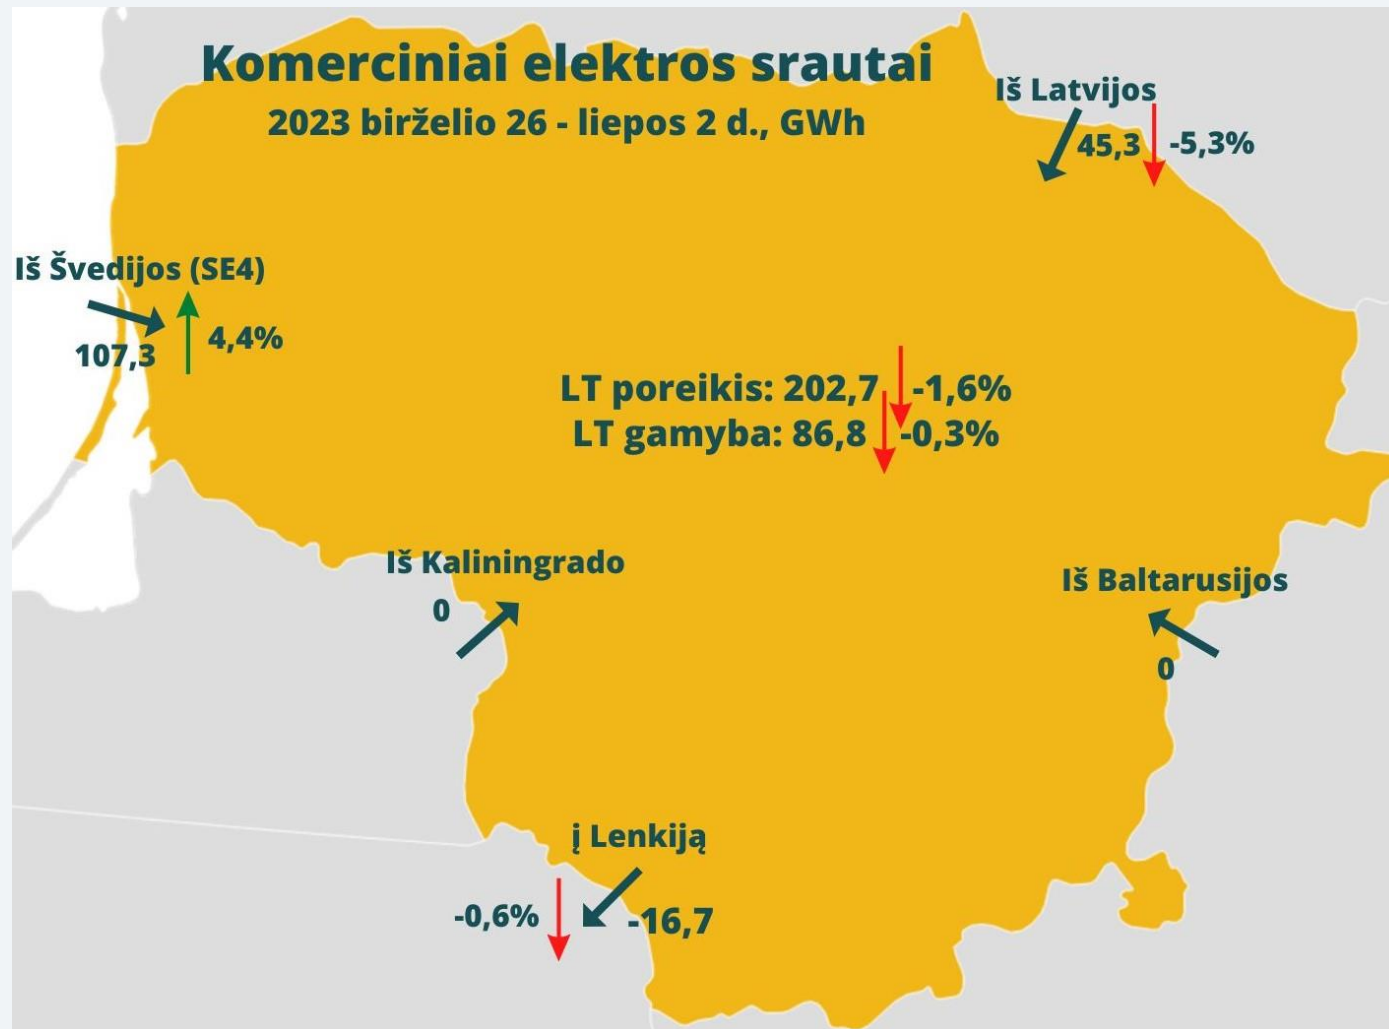 Komerciniai elektros srautai
2023 birželio 26 - liepos 2 d., GWh
Iš Latvijos
45,3 -5,3%
Iš Švedijos (SE4)
107,3 4,4%
LT poreikis: 202,7 -1,6%
LT gamyba: 86,8 -0,3%
Iš Kaliningrado
0
Iš Baltarusijos
0
į Lenkiją
-0,6% -16,7